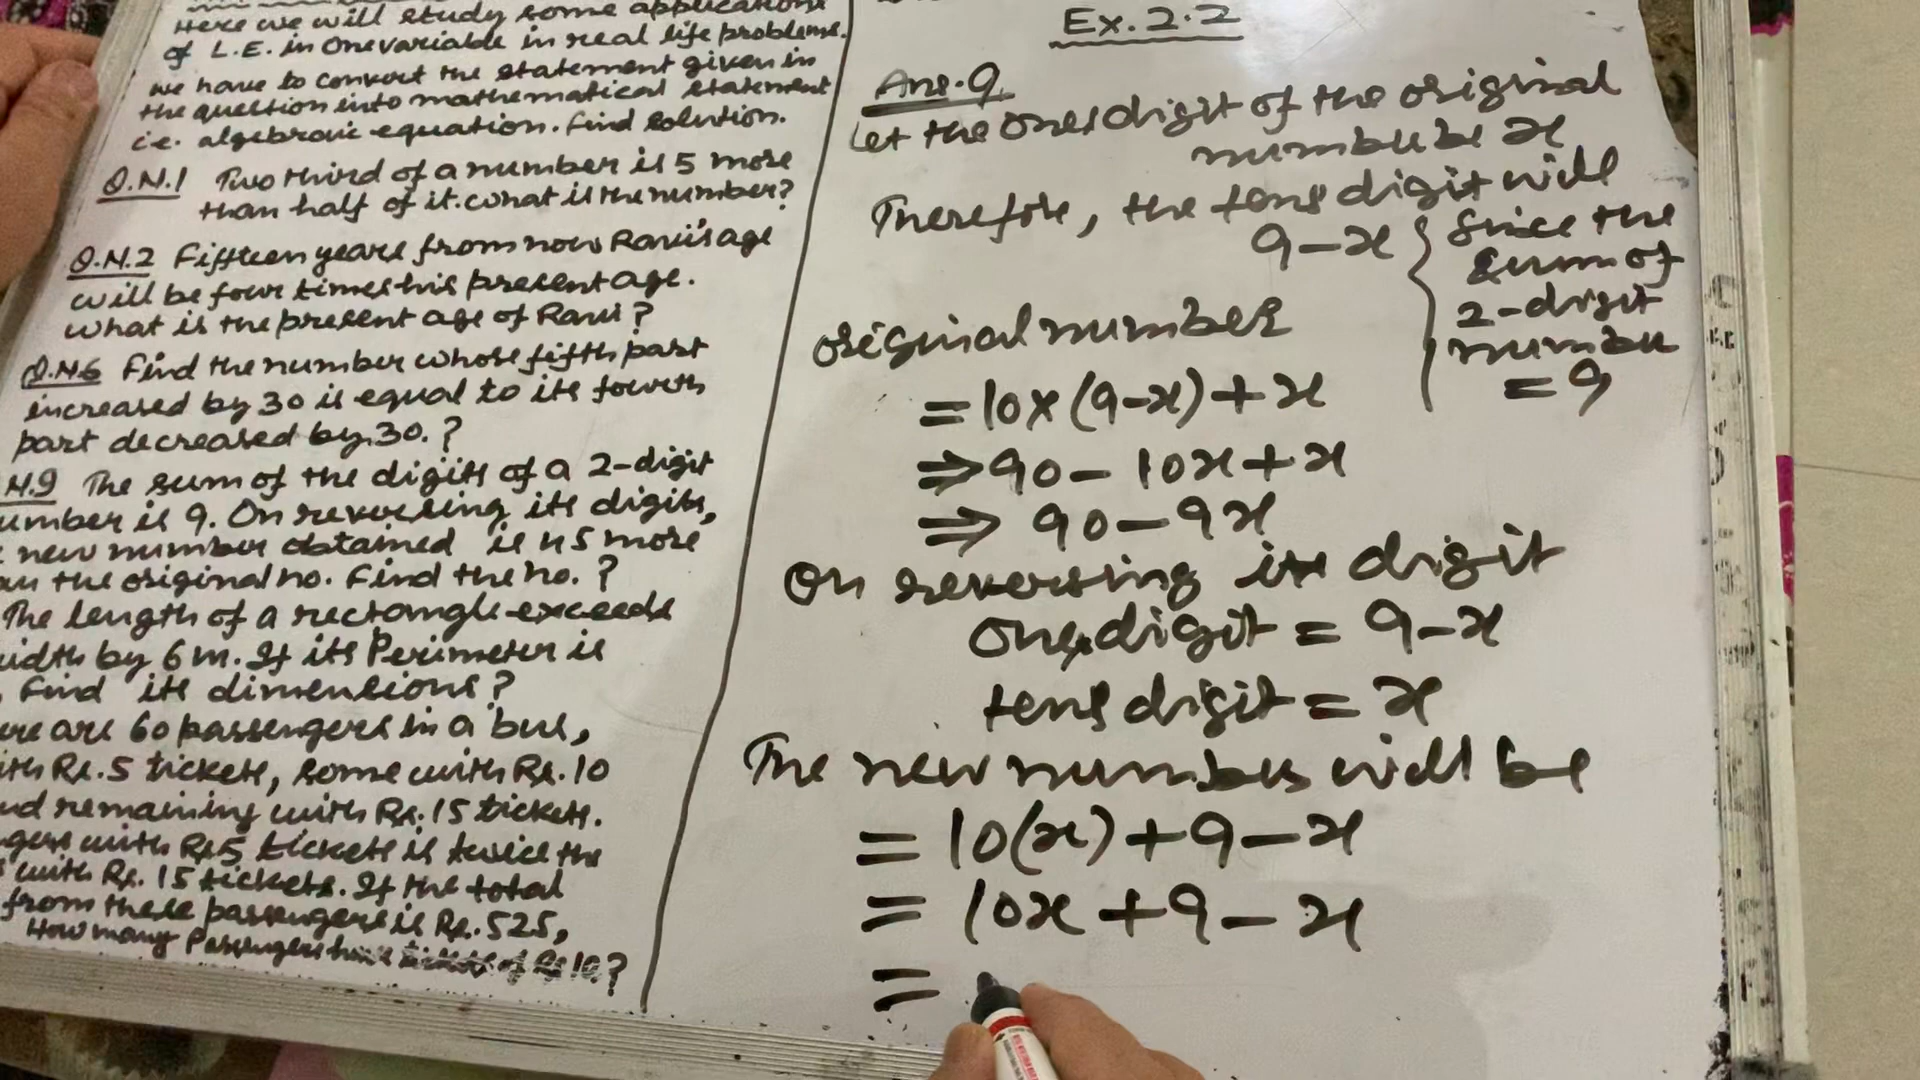 Here we will study some applications
of L.E. in one variable in real life problems.
we have to convert the statement given in
the question into mathematical statement
i.e. algebraic equation. Find solution.
Q.N.1 Two third of a number is 5 more
than half of it. What is the number?
Q.N.2 Fifteen years from now Ravi's age
will be four times his present age.
What is the present age of Ravi?
Q.N.6 Find the number whose fifth part
increased by 30 is equal to its fourth
part decreased by 30.?
N.9 The sum of the digits of a 2-digit
umber is 9. On reversing its digits,
new number obtained is 45 more
an the original no. Find the no.?
The length of a rectangle exceeds
idth by 6 m. If its Perimeter is
Find its dimensions?
ere are 60 passengers in a bus,
ith Rs.5 tickets, some with Rs.10
nd remaining with Rs.15 tickets.
gers with Rs5 tickets is twice the
with Rs.15 tickets. If the total
from these passengers is Rs.525,
How many Passengers have tickets of Rs 10.?
Ex.2.2
Ans.9
Let the ones digit of the original
number be x
Therefore, the tens digit will
9-x { Since the
sum of
2-digit
number
= 9
original number
=10×(9-x)+x
⇒90-10x+x
⇒ 90-9x
On reversing its digit
ones digit = 9-x
tens digit = x
The new number will be
= 10(x)+9-x
= 10x+9-x
=